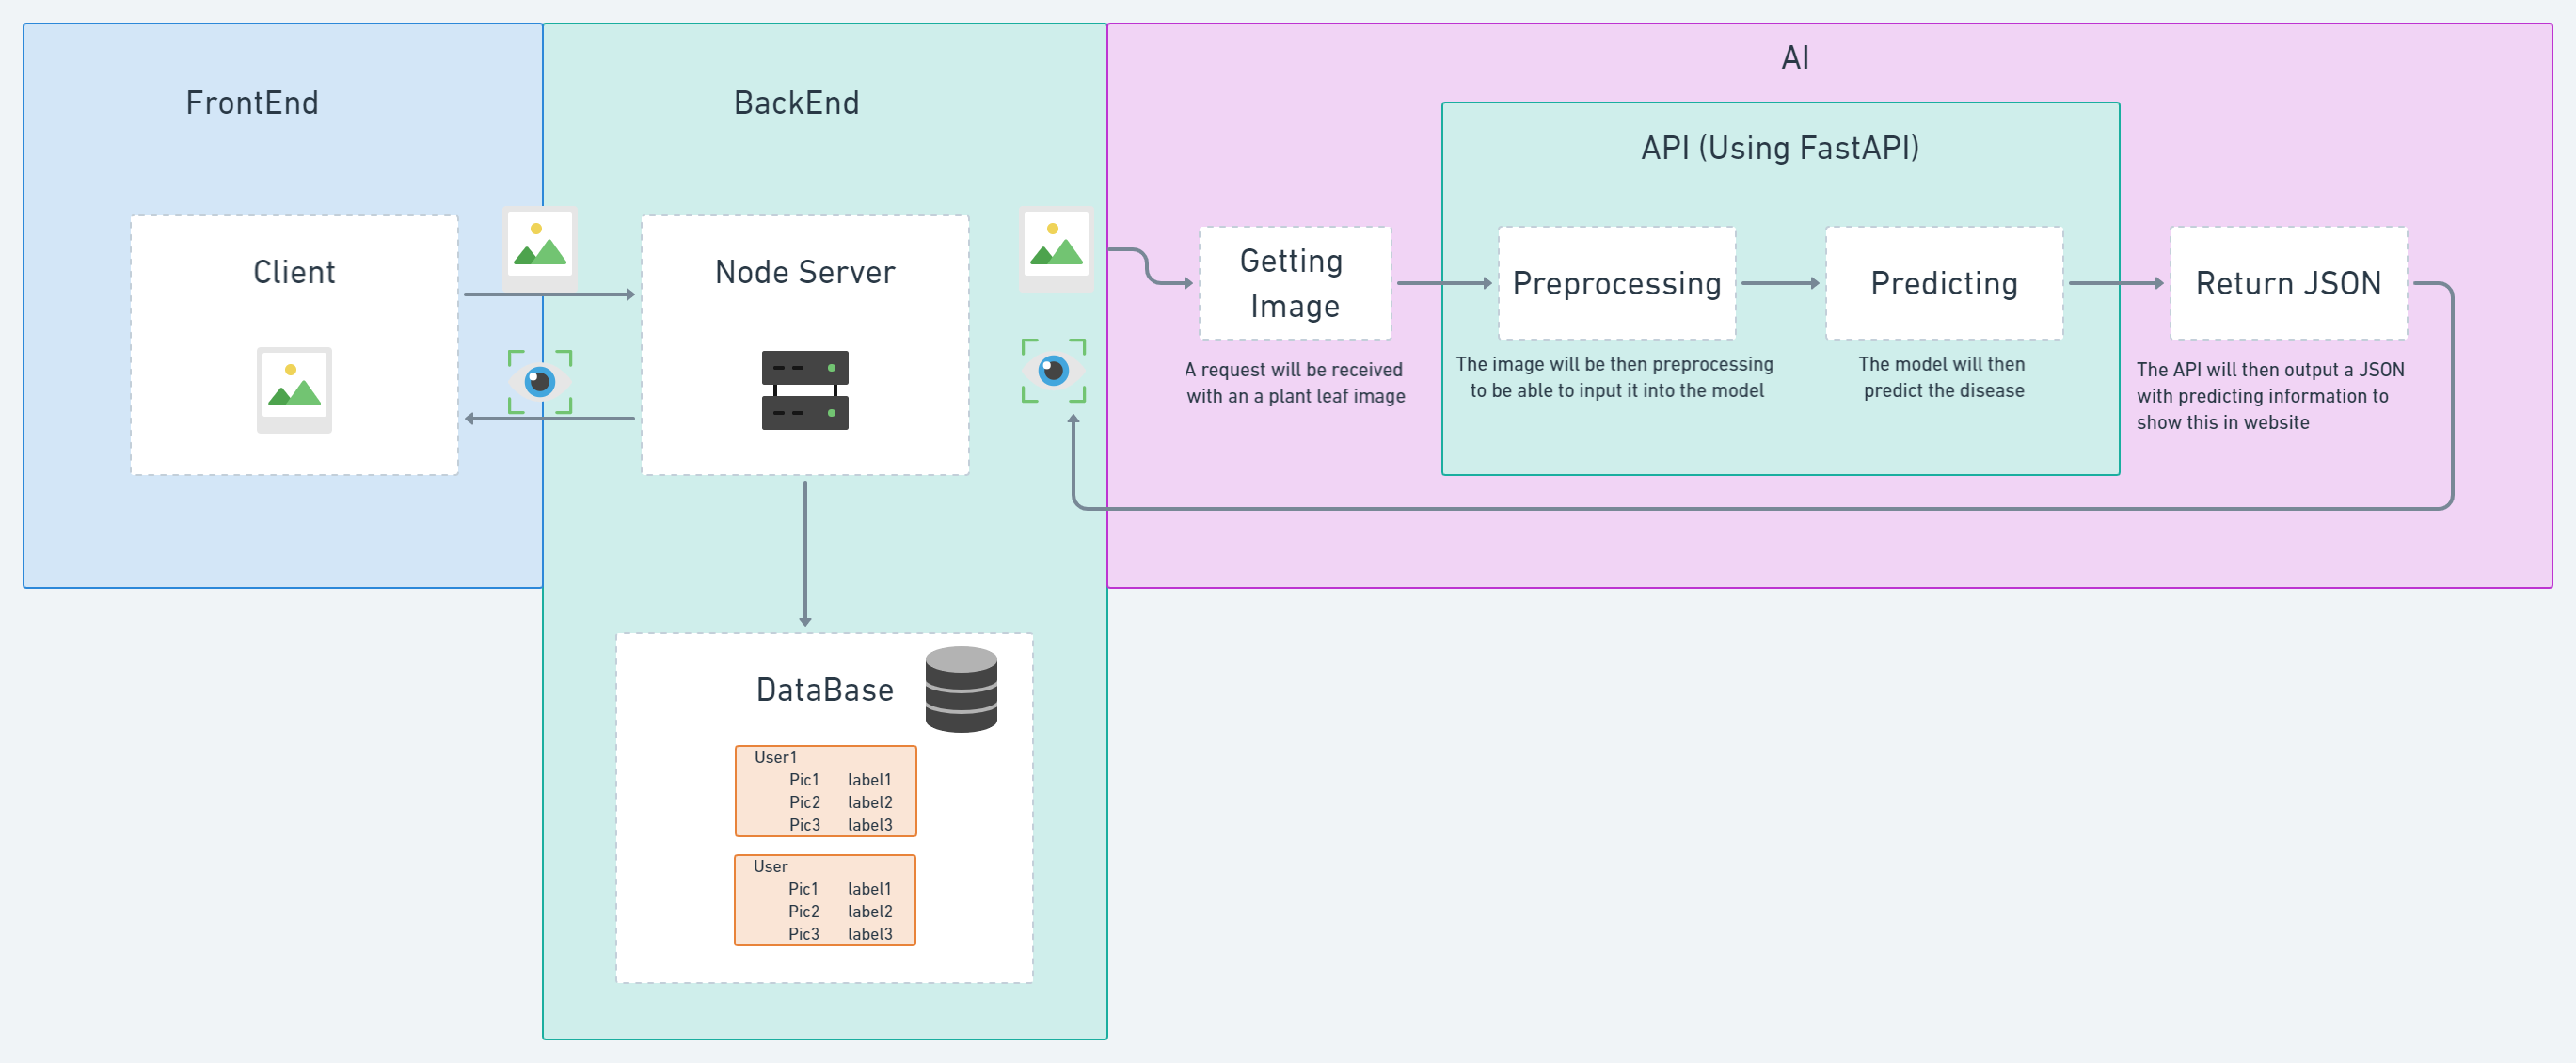 FrontEnd
Client
BackEnd
Node Server
DataBase
User1
Pic1 label1
Pic2 label2
Pic3 label3
User
Pic1 label1
Pic2 label2
Pic3 label3
AI
Getting
Image
A request will be received
with an a plant leaf image
API (Using FastAPI)
Preprocessing
The image will be then preprocessing
to be able to input it into the model
Predicting
The model will then
predict the disease
Return JSON
The API will then output a JSON
with predicting information to
show this in website